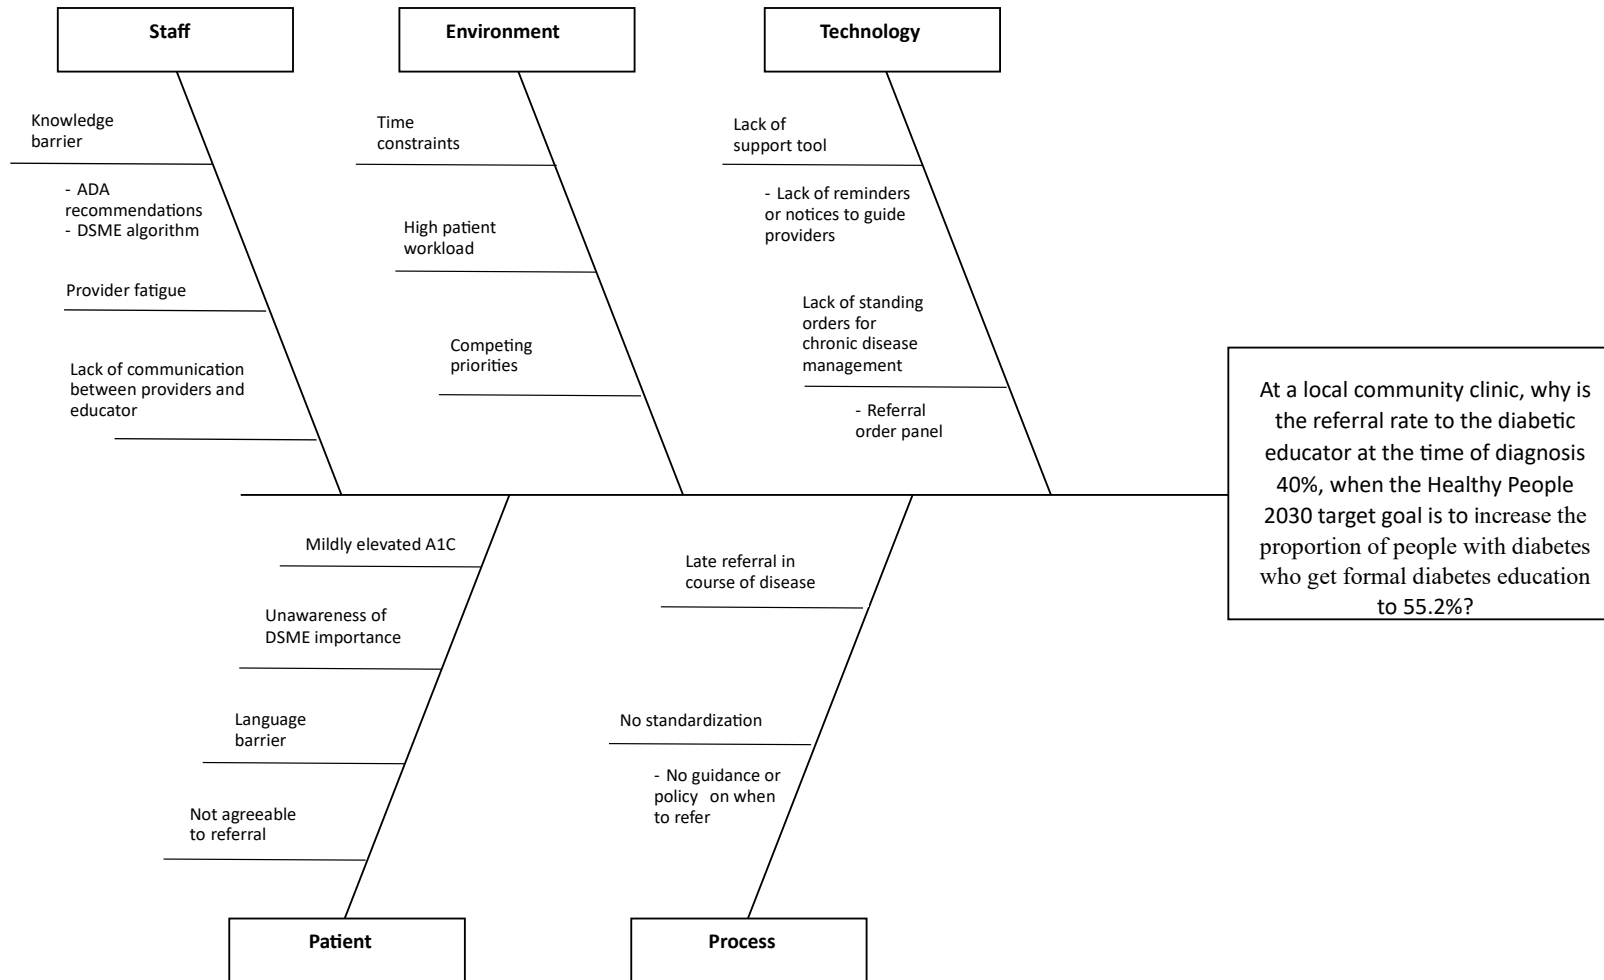 Staff
Environment
Technology
Knowledge
barrier
- ADA
recommendations
- DSME algorithm
Provider fatigue
Lack of communication
between providers and
educator
Time
constraints
High patient
workload
Competing
priorities
Lack of
support tool
- Lack of reminders
or notices to guide
providers
Lack of standing
orders for
chronic disease
management
- Referral
order panel
At a local community clinic, why is
the referral rate to the diabetic
educator at the time of diagnosis
40%, when the Healthy People
2030 target goal is to increase the
proportion of people with diabetes
who get formal diabetes education
to 55.2%?
Mildly elevated A1C
Unawareness of
DSME importance
Language
barrier
Not agreeable
to referral
Late referral in
course of disease
No standardization
- No guidance or
policy on when
to refer
Patient
Process